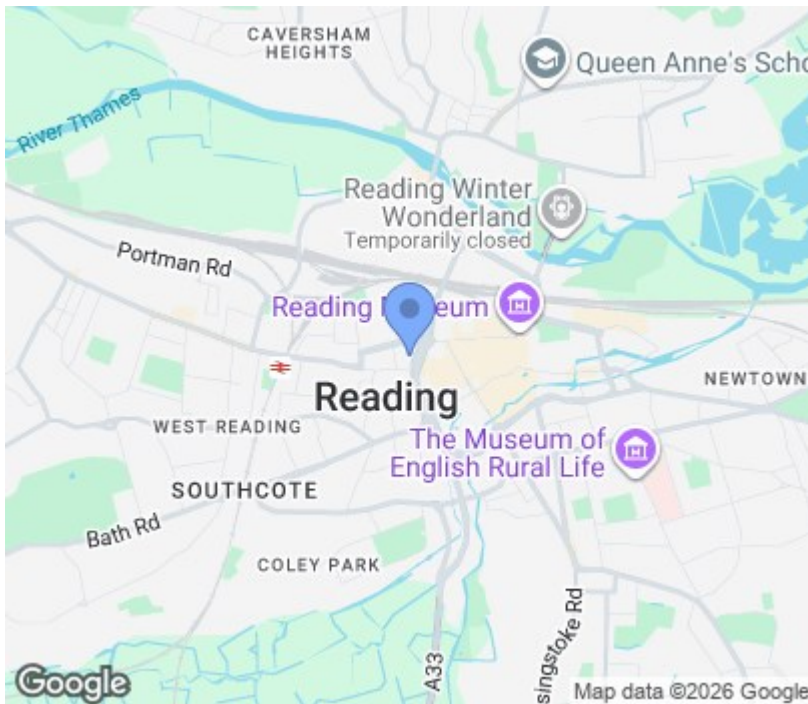 CAVERSHAM
HEIGHTS
Queen Anne's Scho
River Thames
Reading Winter
Wonderland
Temporarily closed
Portman Rd
Reading Museum
Reading
NEWTOWN
WEST READING
The Museum of
English Rural Life
SOUTHCOTE
Bath Rd
COLEY PARK
A33
singstoke Rd
Google
Map data ©2026 Google